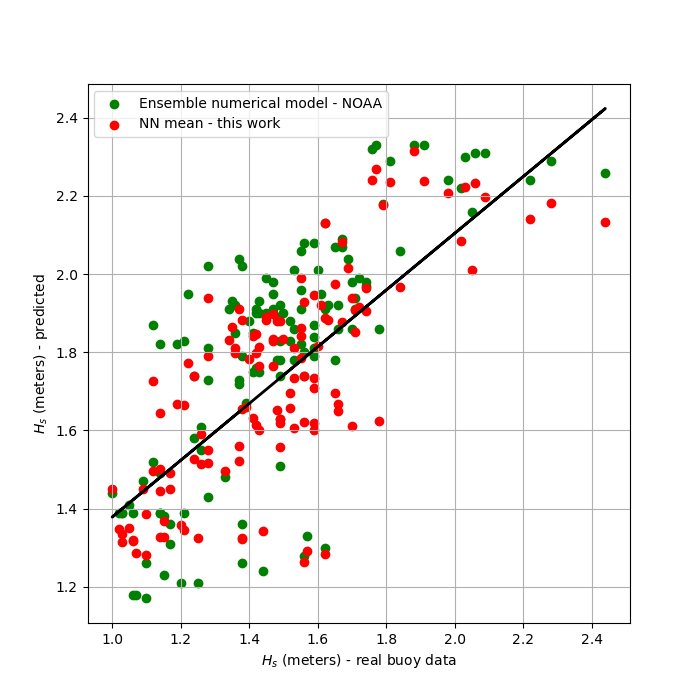 Ensemble numerical model - NOAA
NN mean - this work
2.4
2.2
2.0
1.8
1.6
1.4
1.2
H_s (meters) - predicted
1.0 1.2 1.4 1.6 1.8 2.0 2.2 2.4
H_s (meters) - real buoy data